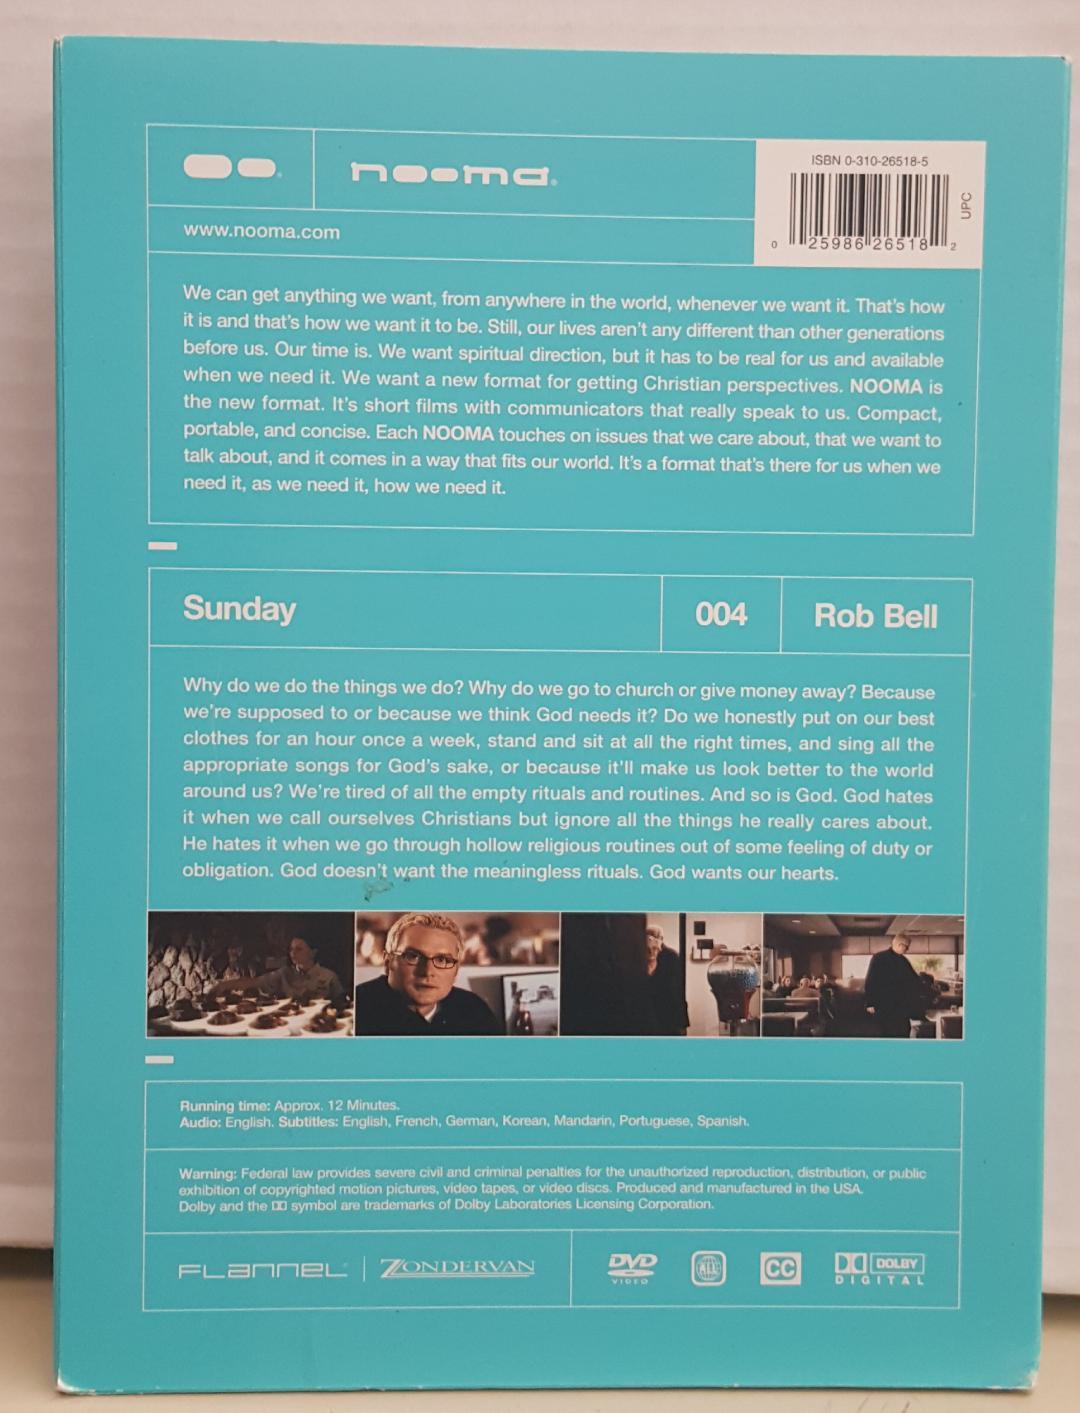 nooma
ISBN 0-310-26518-5
UPC
0 25986 26518 2
www.nooma.com
We can get anything we want, from anywhere in the world, whenever we want it. That's how
it is and that's how we want it to be. Still, our lives aren't any different than other generations
before us. Our time is. We want spiritual direction, but it has to be real for us and available
when we need it. We want a new format for getting Christian perspectives. NOOMA is
the new format. It's short films with communicators that really speak to us. Compact,
portable, and concise. Each NOOMA touches on issues that we care about, that we want to
talk about, and it comes in a way that fits our world. It's a format that's there for us when we
need it, as we need it, how we need it.
Sunday 004 Rob Bell
Why do we do the things we do? Why do we go to church or give money away? Because
we're supposed to or because we think God needs it? Do we honestly put on our best
clothes for an hour once a week, stand and sit at all the right times, and sing all the
appropriate songs for God's sake, or because it'll make us look better to the world
around us? We're tired of all the empty rituals and routines. And so is God. God hates
it when we call ourselves Christians but ignore all the things he really cares about.
He hates it when we go through hollow religious routines out of some feeling of duty or
obligation. God doesn't want the meaningless rituals. God wants our hearts.
Running time: Approx. 12 Minutes.
Audio: English. Subtitles: English, French, German, Korean, Mandarin, Portuguese, Spanish.
Warning: Federal law provides severe civil and criminal penalties for the unauthorized reproduction, distribution, or public
exhibition of copyrighted motion pictures, video tapes, or video discs. Produced and manufactured in the USA.
Dolby and the DD symbol are trademarks of Dolby Laboratories Licensing Corporation.
FLANNEL ZONDERVAN DVD VIDEO ALL CC DOLBY DIGITAL